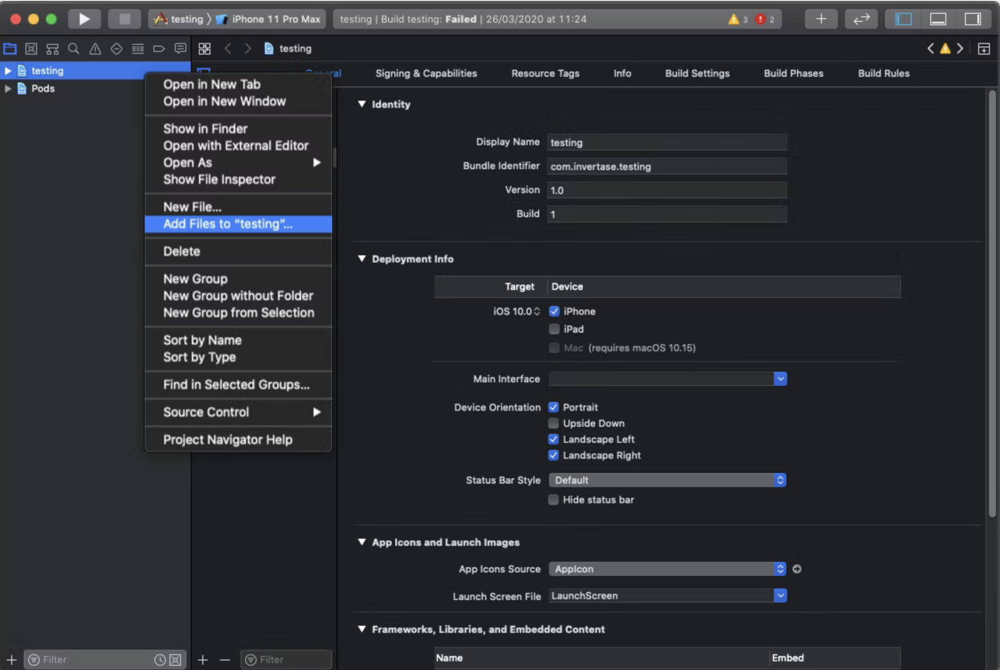 testing 〉 iPhone 11 Pro Max
testing | Build testing: Failed | 26/03/2020 at 11:24
3
2
testing
testing
Pods
General
Signing & Capabilities
Resource Tags
Info
Build Settings
Build Phases
Build Rules
Open in New Tab
Open in New Window
Show in Finder
Open with External Editor
Open As
Show File Inspector
New File...
Add Files to “testing”...
Delete
New Group
New Group without Folder
New Group from Selection
Sort by Name
Sort by Type
Find in Selected Groups...
Source Control
Project Navigator Help
Identity
Display Name testing
Bundle Identifier com.invertase.testing
Version 1.0
Build 1
Deployment Info
Target Device
iOS 10.0 iPhone
iPad
Mac (requires macOS 10.15)
Main Interface
Device Orientation Portrait
Upside Down
Landscape Left
Landscape Right
Status Bar Style Default
Hide status bar
App Icons and Launch Images
App Icons Source AppIcon
Launch Screen File LaunchScreen
Frameworks, Libraries, and Embedded Content
Name Embed
Filter
Filter